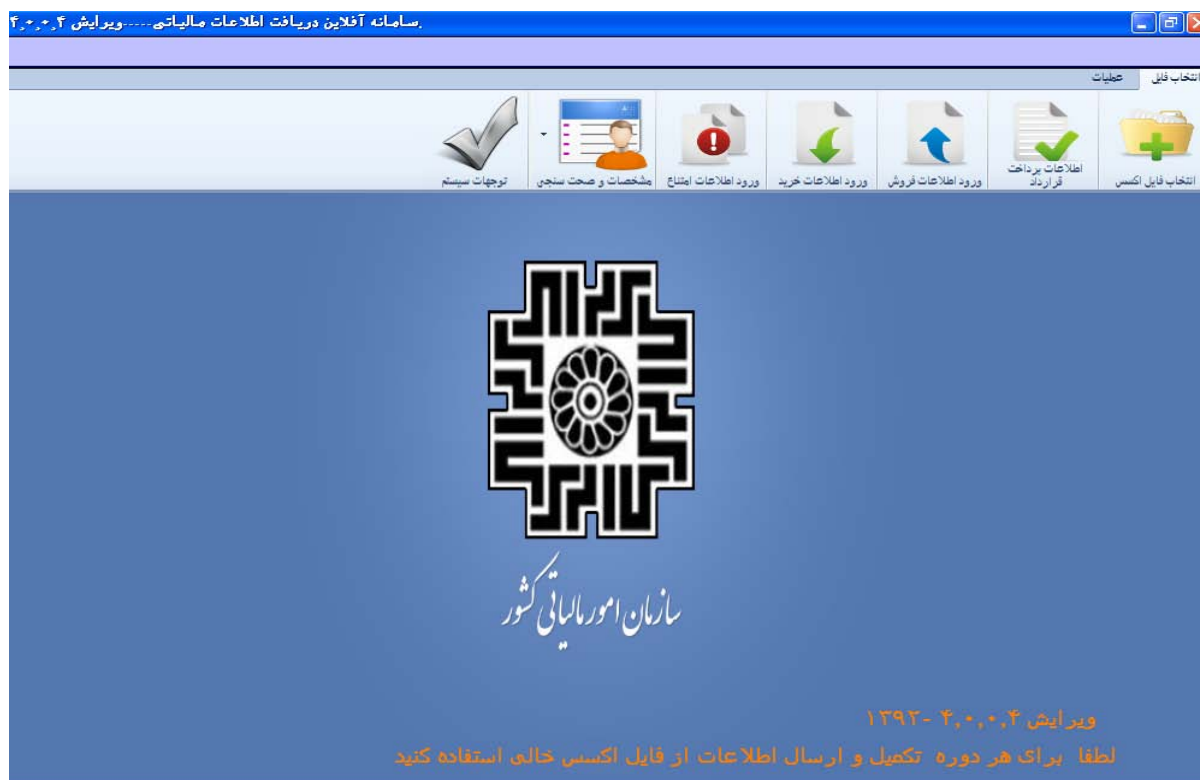 سامانه آفلاین دریافت اطلاعات مالیاتی-----ویرایش ۴,۰,۰,۴.
انتخاب فایل عملیات
انتخاب فایل اکسس
اطلاعات پرداخت
قرارداد
ورود اطلاعات فروش
ورود اطلاعات خرید
ورود اطلاعات امتناع
مشخصات و صحت سنجی
توجهات سیستم
سازمان امور مالیاتی کشور
ویرایش ۴,۰,۰,۴ -۱۳۹۲
لطفا برای هر دوره تکمیل و ارسال اطلاعات از فایل اکسس خالی استفاده کنید